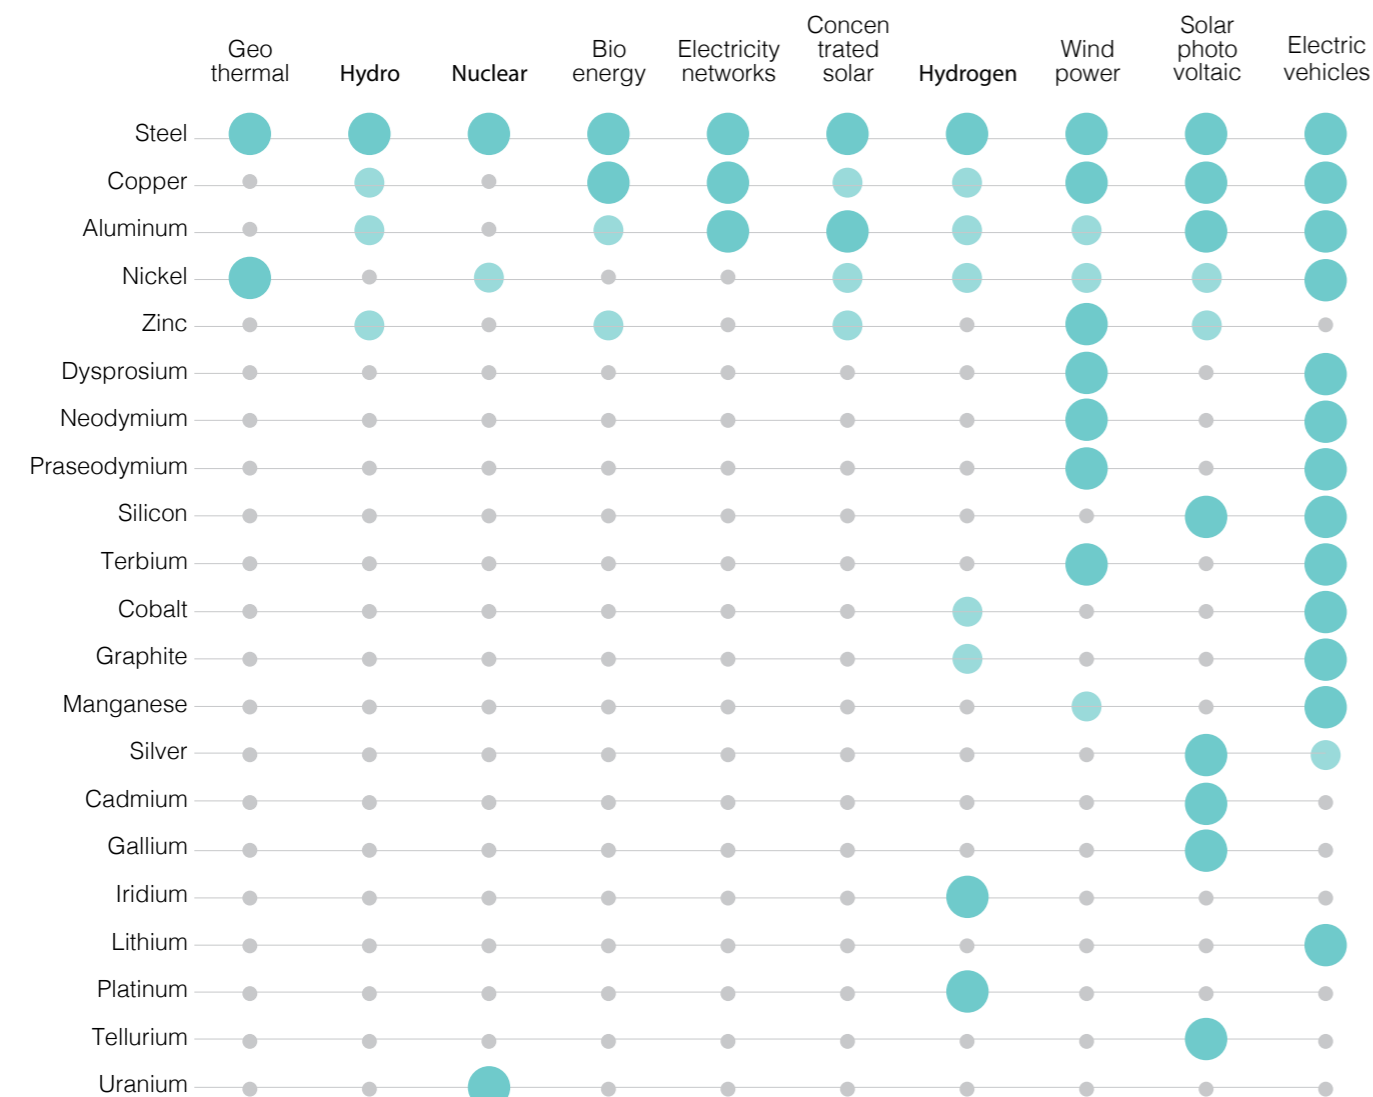 Geo
thermal
Hydro
Nuclear
Bio
energy
Electricity
networks
Concen
trated
solar
Hydrogen
Wind
power
Solar
photo
voltaic
Electric
vehicles
Steel
Copper
Aluminum
Nickel
Zinc
Dysprosium
Neodymium
Praseodymium
Silicon
Terbium
Cobalt
Graphite
Manganese
Silver
Cadmium
Gallium
Iridium
Lithium
Platinum
Tellurium
Uranium